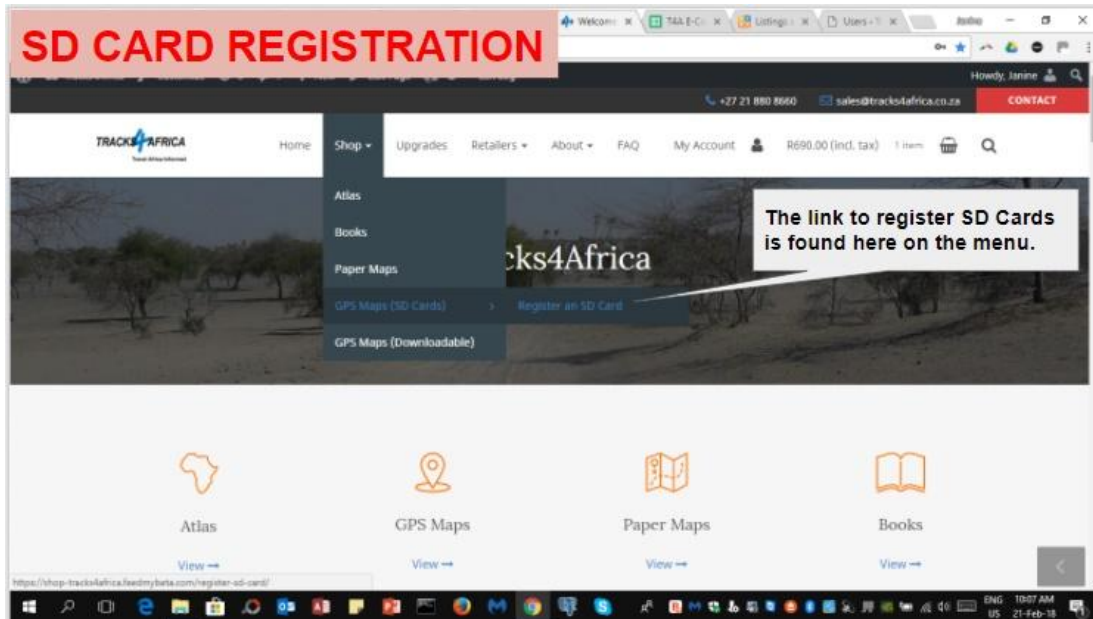 SD CARD REGISTRATION
Welcome
T4A E-C
Listings
Users
Howdy, Janine
+27 21 880 8660 sales@tracks4africa.co.za CONTACT
TRACKS4AFRICA
Home Shop Upgrades Retailers About FAQ My Account R690.00 (incl. tax) 1 item
Atlas
Books
Paper Maps
GPS Maps (SD Cards) > Register an SD Card
GPS Maps (Downloadable)
cks4Africa
The link to register SD Cards
is found here on the menu.
Atlas GPS Maps Paper Maps Books
View → View → View → View →
https://shop-tracks4africa.feedmybeta.com/register-sd-card/
ENG 10:07 AM
US 21-Feb-18